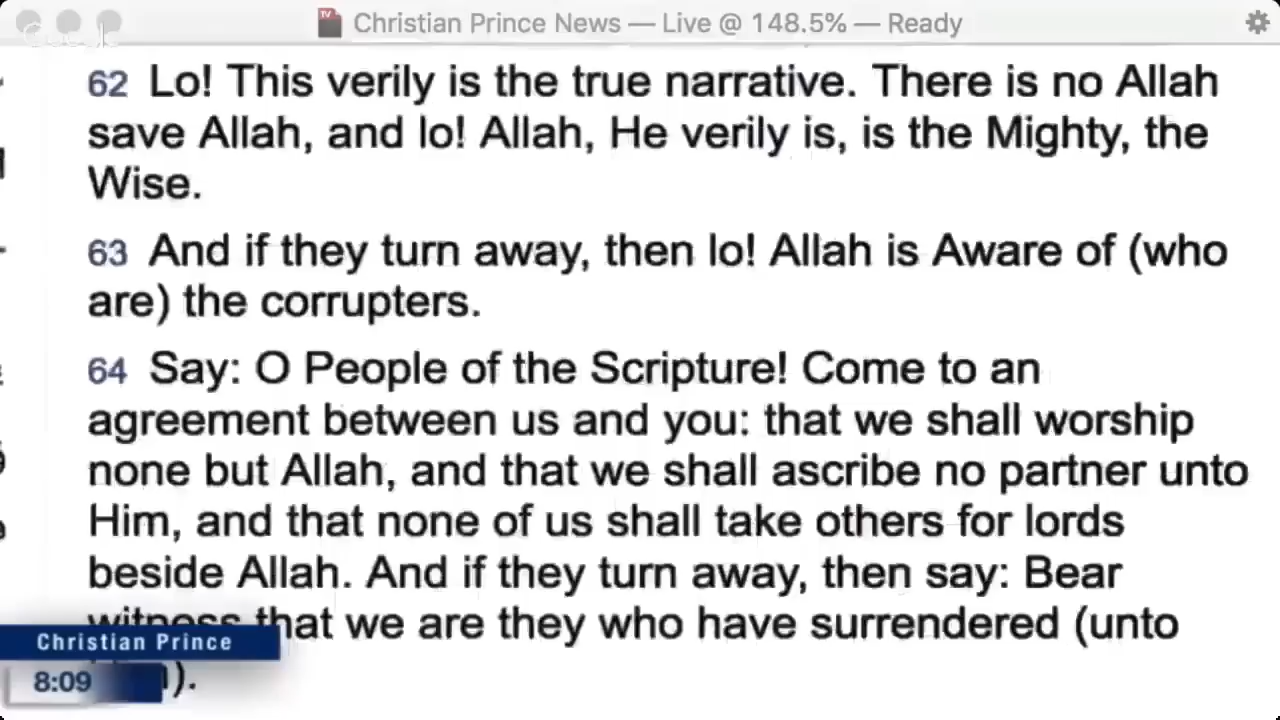 Christian Prince News — Live @ 148.5% — Ready
62 Lo! This verily is the true narrative. There is no Allah
save Allah, and lo! Allah, He verily is, is the Mighty, the
Wise.
63 And if they turn away, then lo! Allah is Aware of (who
are) the corrupters.
64 Say: O People of the Scripture! Come to an
agreement between us and you: that we shall worship
none but Allah, and that we shall ascribe no partner unto
Him, and that none of us shall take others for lords
beside Allah. And if they turn away, then say: Bear
witness that we are they who have surrendered (unto
).
Christian Prince
8:09